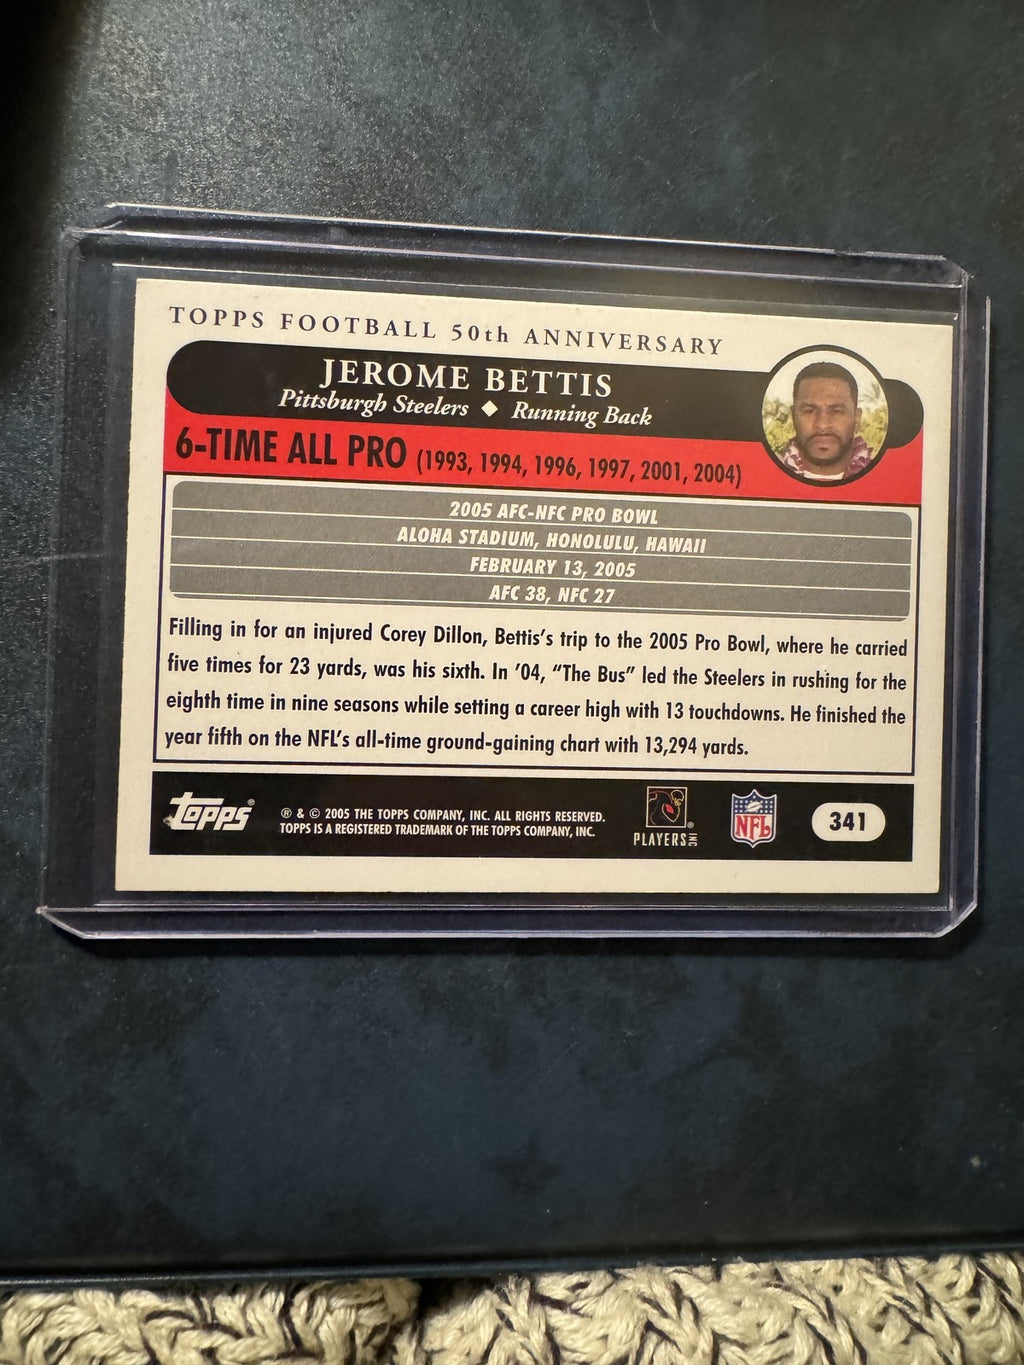 TOPPS FOOTBALL 50th ANNIVERSARY
JEROME BETTIS
Pittsburgh Steelers ◆ Running Back
6-TIME ALL PRO (1993, 1994, 1996, 1997, 2001, 2004)
2005 AFC-NFC PRO BOWL
ALOHA STADIUM, HONOLULU, HAWAII
FEBRUARY 13, 2005
AFC 38, NFC 27
Filling in for an injured Corey Dillon, Bettis's trip to the 2005 Pro Bowl, where he carried
five times for 23 yards, was his sixth. In '04, "The Bus" led the Steelers in rushing for the
eighth time in nine seasons while setting a career high with 13 touchdowns. He finished the
year fifth on the NFL's all-time ground-gaining chart with 13,294 yards.
Topps®
® & © 2005 THE TOPPS COMPANY, INC. ALL RIGHTS RESERVED.
TOPPS IS A REGISTERED TRADEMARK OF THE TOPPS COMPANY, INC.
PLAYERS INC ®
NFL
341